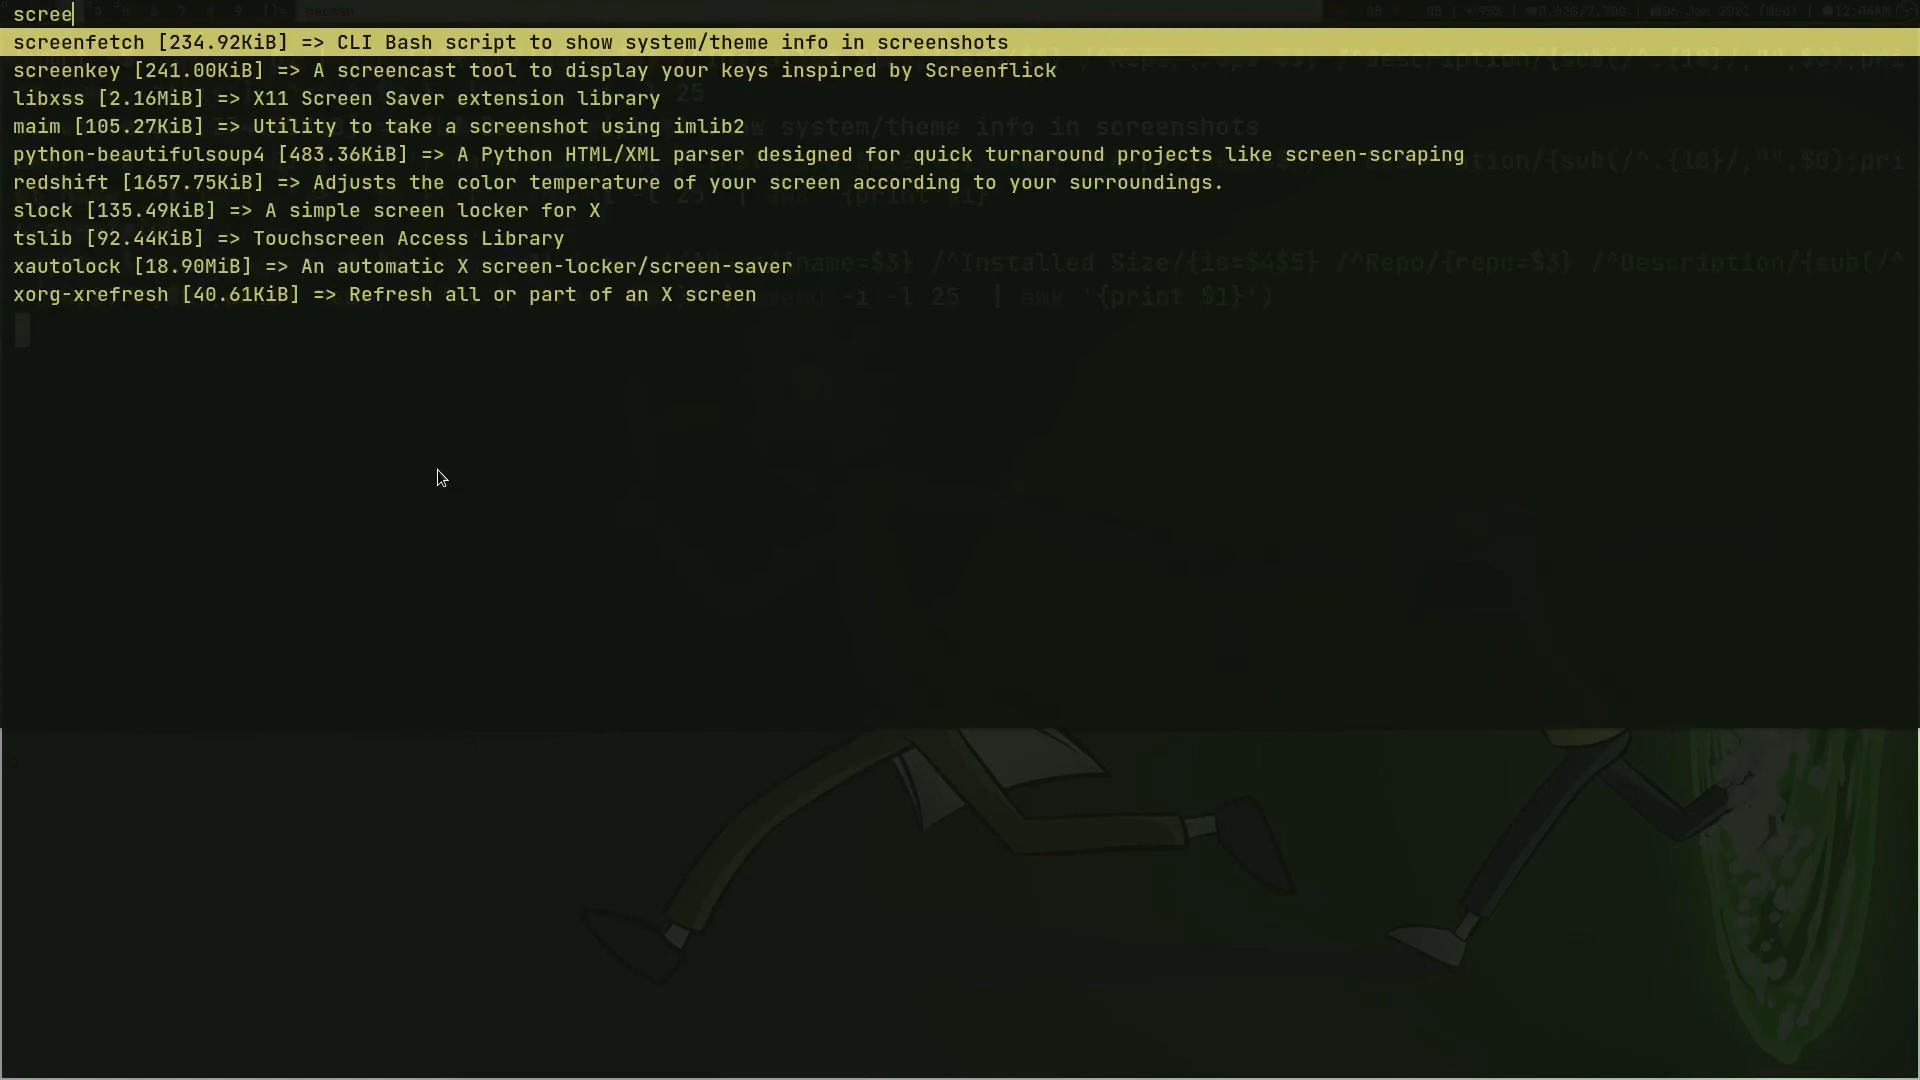 scree
screenfetch [234.92KiB] => CLI Bash script to show system/theme info in screenshots
screenkey [241.00KiB] => A screencast tool to display your keys inspired by Screenflick
libxss [2.16MiB] => X11 Screen Saver extension library
maim [105.27KiB] => Utility to take a screenshot using imlib2
python-beautifulsoup4 [483.36KiB] => A Python HTML/XML parser designed for quick turnaround projects like screen-scraping
redshift [1657.75KiB] => Adjusts the color temperature of your screen according to your surroundings.
slock [135.49KiB] => A simple screen locker for X
tslib [92.44KiB] => Touchscreen Access Library
xautolock [18.90MiB] => An automatic X screen-locker/screen-saver
xorg-xrefresh [40.61KiB] => Refresh all or part of an X screen